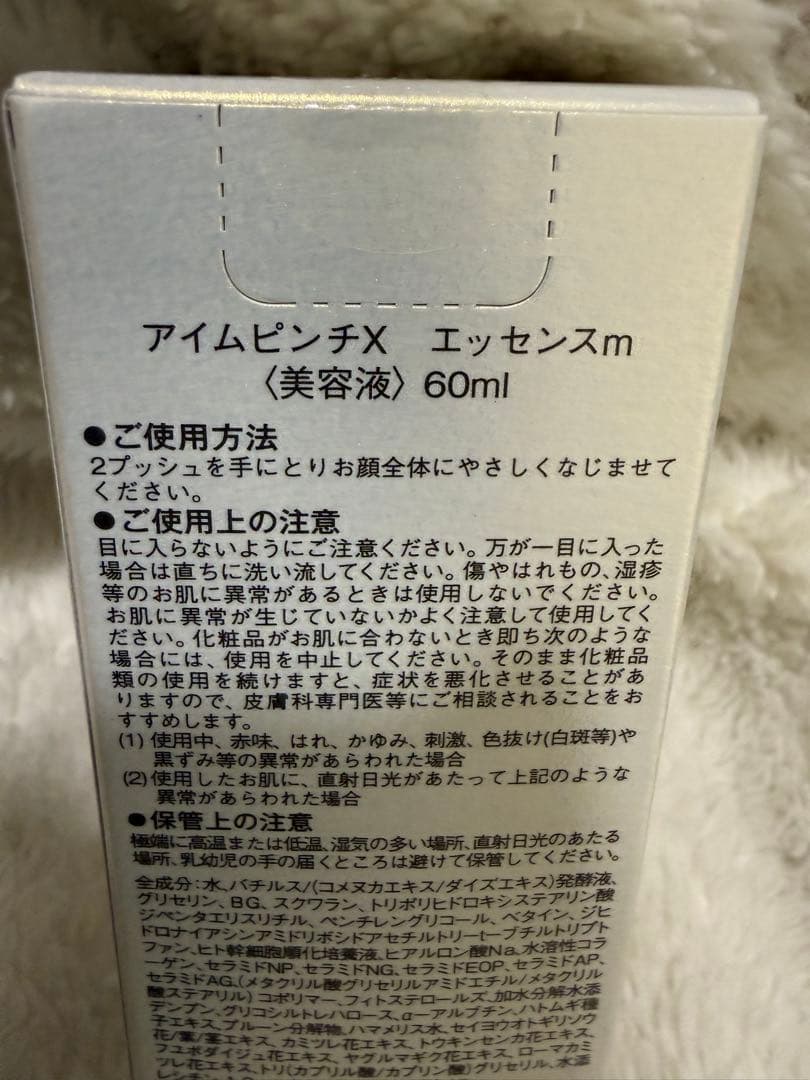 アイムピンチX　エッセンスm
〈美容液〉60ml
●ご使用方法
2プッシュを手にとりお顔全体にやさしくなじませて
ください。
●ご使用上の注意
目に入らないようにご注意ください。万が一目に入った
場合は直ちに洗い流してください。傷やはれもの、湿疹
等のお肌に異常があるときは使用しないでください。
お肌に異常が生じていないかよく注意して使用してく
ださい。化粧品がお肌に合わないとき即ち次のような
場合には、使用を中止してください。そのまま化粧品
類の使用を続けますと、症状を悪化させることがあ
りますので、皮膚科専門医等にご相談されることをお
すすめします。
(1) 使用中、赤味、はれ、かゆみ、刺激、色抜け(白斑等)や
黒ずみ等の異常があらわれた場合
(2)使用したお肌に、直射日光があたって上記のような
異常があらわれた場合
●保管上の注意
極端に高温または低温、湿気の多い場所、直射日光のあたる
場所、乳幼児の手の届くところは避けて保管してください。
全成分：水、バチルス/(コメヌカエキス/ダイズエキス)発酵液、
グリセリン、BG、スクワラン、トリポリヒドロキシステアリン酸
ジペンタエリスリチル、ペンチレングリコール、ベタイン、ジヒ
ドロナイアシンアミドリボシドアセチルトリーt-ブチルトリプト
ファン、ヒト幹細胞順化培養液、ヒアルロン酸Na、水溶性コラ
ーゲン、セラミドNP、セラミドNG、セラミドEOP、セラミドAP、
セラミドAG、(メタクリル酸グリセリルアミドエチル/メタクリル
酸ステアリル) コポリマー、フィトステロールズ、加水分解水添
デンプン、グリコシルトレハロース、α－アルブチン、ハトムギ種
子エキス、プルーン分解物、ハマメリス水、セイヨウオトギリソウ
花/葉/茎エキス、カミツレ花エキス、トウキンセンカ花エキス、
フユボダイジュ花エキス、ヤグルマギク花エキス、ローマカミ
ツレ花エキス、トリ(カプリル酸/カプリン酸)グリセリル、水添
レシチン、